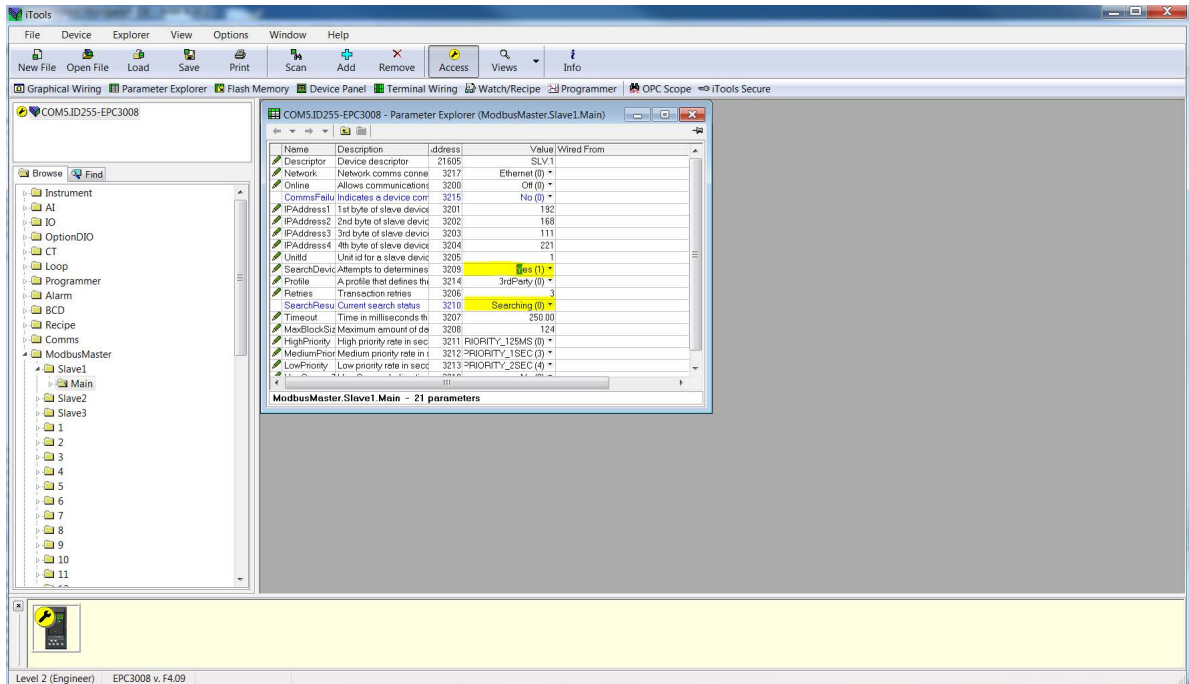 iTools
File Device Explorer View Options Window Help
New File Open File Load Save Print Scan Add Remove Access Views Info
Graphical Wiring Parameter Explorer Flash Memory Device Panel Terminal Wiring Watch/Recipe Programmer OPC Scope iTools Secure
COM5.ID255-EPC3008
Browse Find
Instrument
AI
IO
OptionDIO
CT
Loop
Programmer
Alarm
BCD
Recipe
Comms
ModbusMaster
Slave1
Main
Slave2
Slave3
1
2
3
4
5
6
7
8
9
10
11
COM5.ID255-EPC3008 - Parameter Explorer (ModbusMaster.Slave1.Main)
Name Description ddress Value Wired From
Descriptor Device descriptor 21605 SLV.1
Network Network comms conne 3217 Ethernet (0)
Online Allows communications 3200 Off (0)
CommsFailu Indicates a device com 3215 No (0)
IPAddress1 1st byte of slave device 3201 192
IPAddress2 2nd byte of slave devic 3202 168
IPAddress3 3rd byte of slave devic 3203 111
IPAddress4 4th byte of slave device 3204 221
UnitId Unit id for a slave devic 3205 1
SearchDevic Attempts to determines 3209 Yes (1)
Profile A profile that defines the 3214 3rdParty (0)
Retries Transaction retries 3206 3
SearchResu Current search status 3210 Searching (0)
Timeout Time in milliseconds th 3207 250.00
MaxBlockSiz Maximum amount of da 3208 124
HighPriority High priority rate in sec 3211 RIORITY_125MS (0)
MediumPrior Medium priority rate in s 3212 PRIORITY_1SEC (3)
LowPriority Low priority rate in seco 3213 PRIORITY_2SEC (4)
ModbusMaster.Slave1.Main - 21 parameters
Level 2 (Engineer) EPC3008 v. F4.09